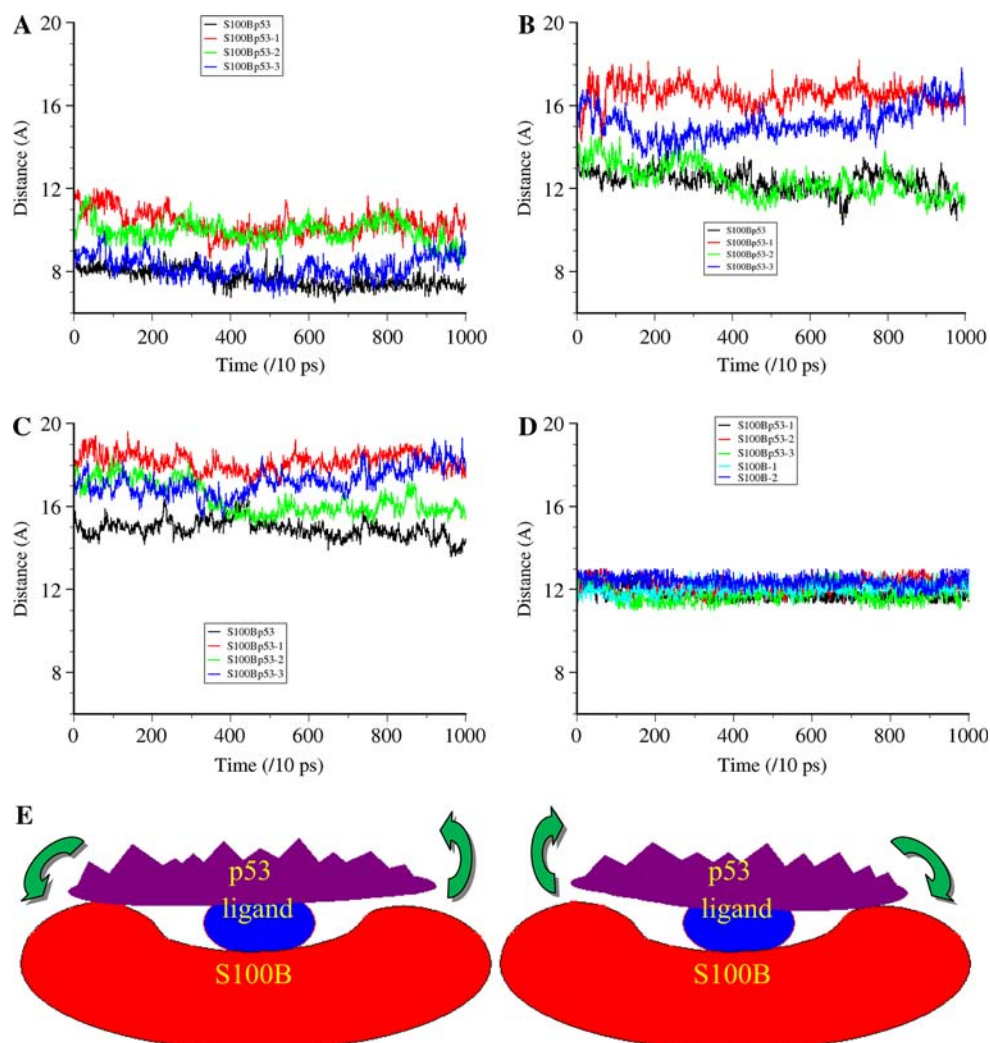 A
20
16
12
8
Distance (A)
0 200 400 600 800 1000
Time (/10 ps)
S100Bp53
S100Bp53-1
S100Bp53-2
S100Bp53-3
B
20
16
12
8
Distance (A)
0 200 400 600 800 1000
Time (/10 ps)
S100Bp53
S100Bp53-1
S100Bp53-2
S100Bp53-3
C
20
16
12
8
Distance (A)
0 200 400 600 800 1000
Time (/10 ps)
S100Bp53
S100Bp53-1
S100Bp53-2
S100Bp53-3
D
20
16
12
8
Distance (A)
0 200 400 600 800 1000
Time (/10 ps)
S100Bp53-1
S100Bp53-2
S100Bp53-3
S100B-1
S100B-2
E
p53
ligand
S100B
p53
ligand
S100B